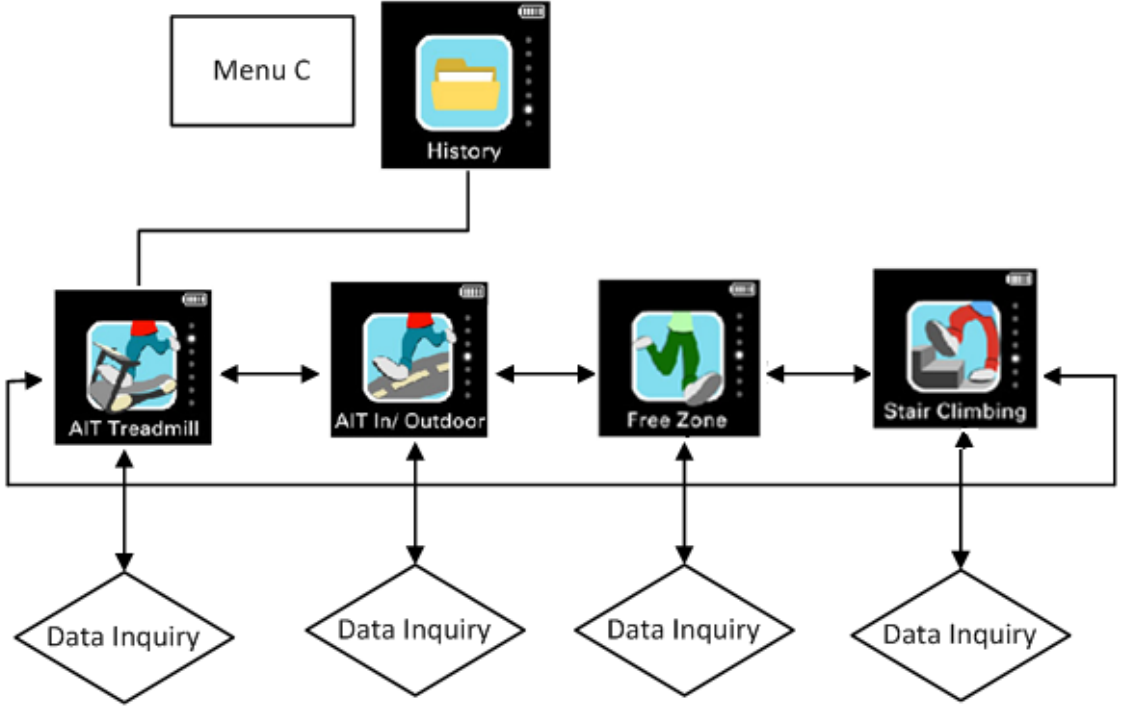 Menu C
History
AIT Treadmill
AIT In/ Outdoor
Free Zone
Stair Climbing
Data Inquiry
Data Inquiry
Data Inquiry
Data Inquiry